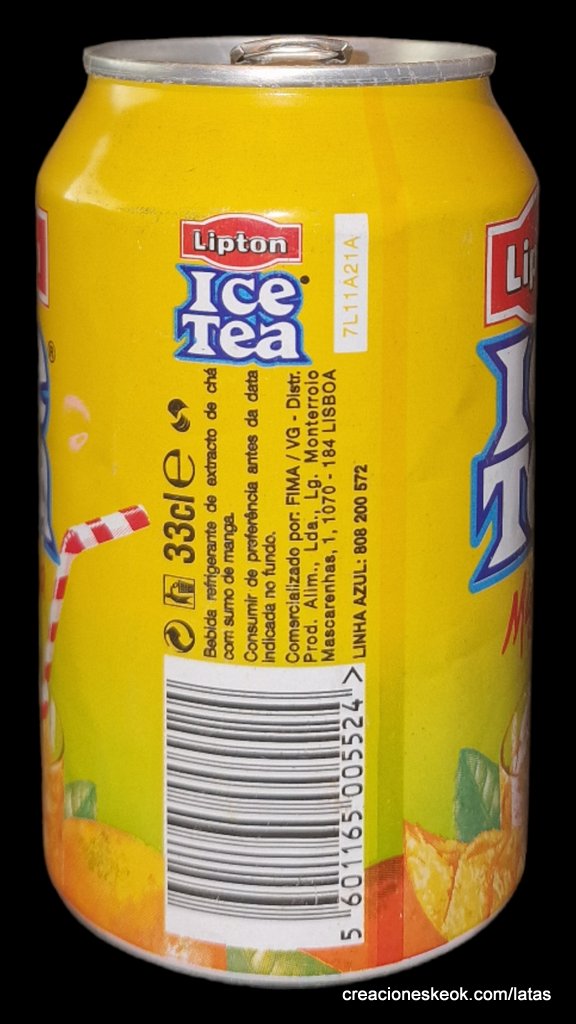 Lipton
Ice
Tea
7L11A21A
33cl e
Bebida refrigerante de extracto de chá
com sumo de manga.
Consumir de preferência antes da data
indicada no fundo.
Comercializado por: FIMA / VG - Distr.
Prod. Alim., Lda., Lg. Monterroio
Mascarenhas, 1, 1070 - 184 LISBOA
LINHA AZUL: 808 200 572
5 601165 005524 >
Lip
I
T
M
creacioneskeok.com/latas